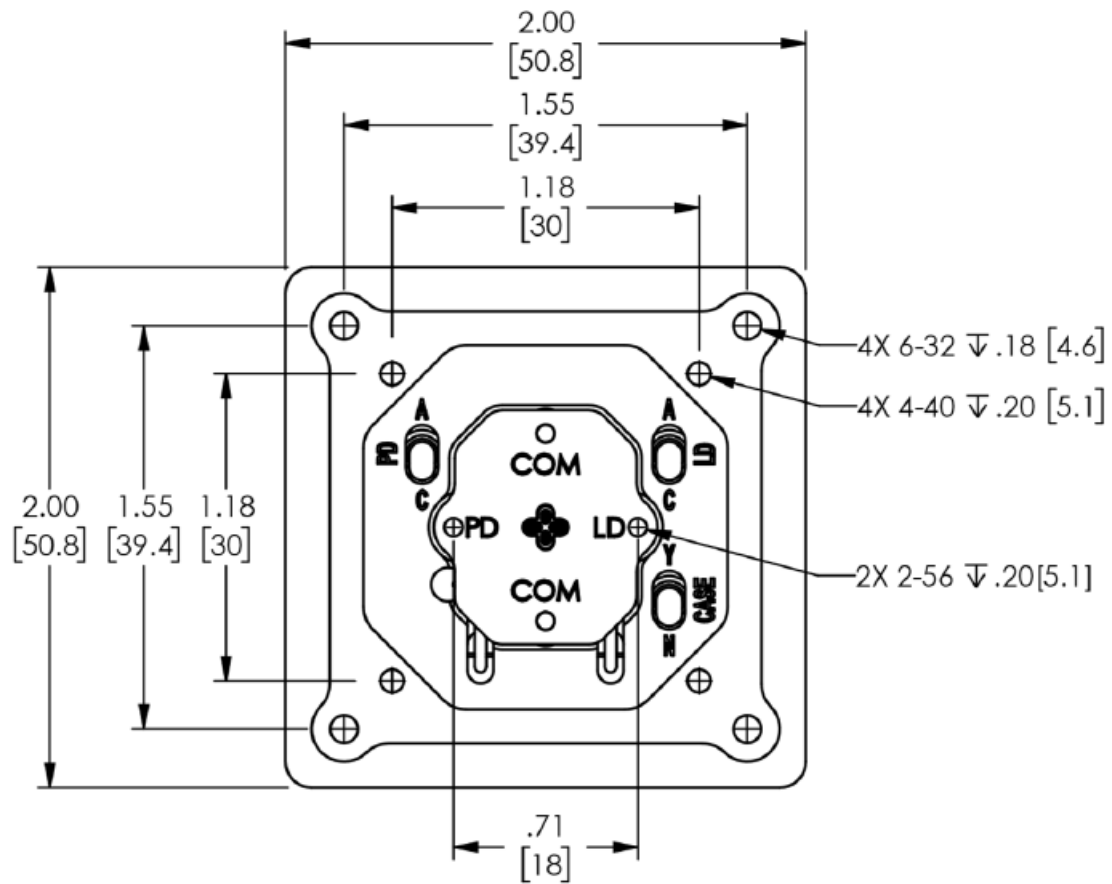 2.00
[50.8]
1.55
[39.4]
1.18
[30]
4X 6-32 ↧ .18 [4.6]
4X 4-40 ↧ .20 [5.1]
A
A
PD
LD
COM
C
C
2.00
[50.8]
1.55
[39.4]
1.18
[30]
PD
LD
Y
2X 2-56 ↧ .20[5.1]
COM
CASE
N
.71
[18]